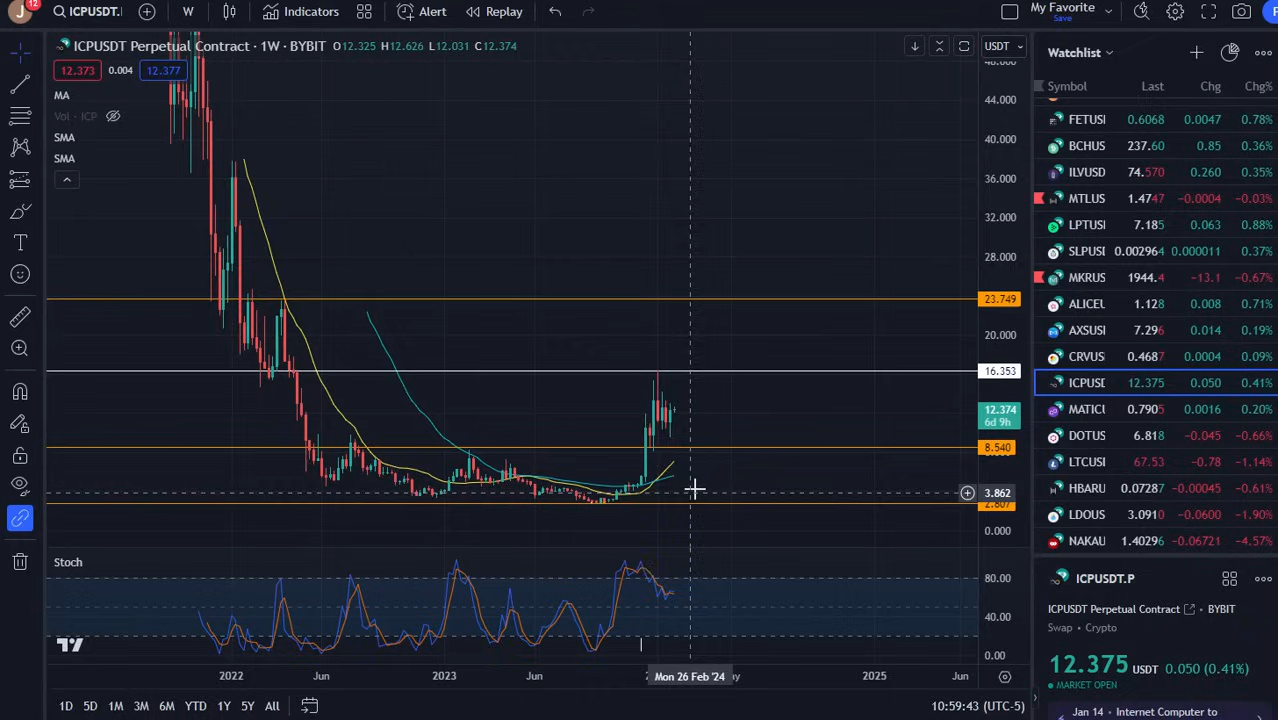 J
12
ICPUSDT.
W
Indicators
Alert
Replay
My Favorite
Save
ICPUSDT Perpetual Contract · 1W · BYBIT O12.325 H12.626 L12.031 C12.374
USDT
12.373 0.004 12.377
MA
Vol · ICP
SMA
SMA
48.000
44.000
40.000
36.000
32.000
28.000
23.749
20.000
16.353
12.374
6d 9h
8.540
3.862
0.000
Stoch
80.00
40.00
0.00
2022
Jun
2023
Jun
Mon 26 Feb '24
2025
Jun
1D 5D 1M 3M 6M YTD 1Y 5Y All
10:59:43 (UTC-5)
Watchlist
Symbol Last Chg Chg%
FETUSI 0.6068 0.0047 0.78%
BCHUS 237.60 0.85 0.36%
ILVUSD 74.570 0.260 0.35%
MTLUS 1.4747 −0.0004 −0.03%
LPTUSI 7.185 0.063 0.88%
SLPUSI 0.002964 0.000011 0.37%
MKRUS 1944.4 −13.1 −0.67%
ALICEL 1.128 0.008 0.71%
AXSUSI 7.296 0.014 0.19%
CRVUS 0.4687 0.0004 0.09%
ICPUSI 12.375 0.050 0.41%
MATICI 0.7905 0.0016 0.20%
DOTUS 6.818 −0.045 −0.66%
LTCUSI 67.53 −0.78 −1.14%
HBARU 0.07287 −0.00045 −0.61%
LDOUS 3.0910 −0.0600 −1.90%
NAKAU 1.40296 −0.06721 −4.57%
ICPUSDT.P
ICPUSDT Perpetual Contract · BYBIT
Swap · Crypto
12.375 USDT 0.050 (0.41%)
MARKET OPEN
Jan 14 · Internet Computer to